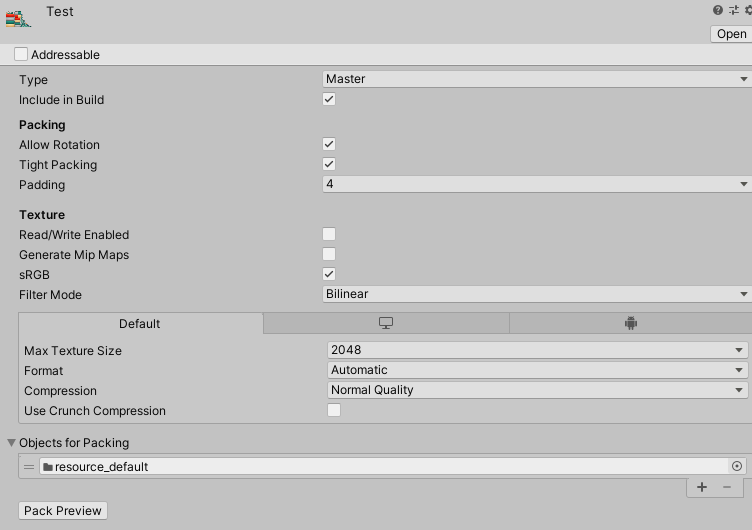 Test
Open
Addressable
Type Master
Include in Build
Packing
Allow Rotation
Tight Packing
Padding 4
Texture
Read/Write Enabled
Generate Mip Maps
sRGB
Filter Mode Bilinear
Default
Max Texture Size 2048
Format Automatic
Compression Normal Quality
Use Crunch Compression
Objects for Packing
resource_default
Pack Preview